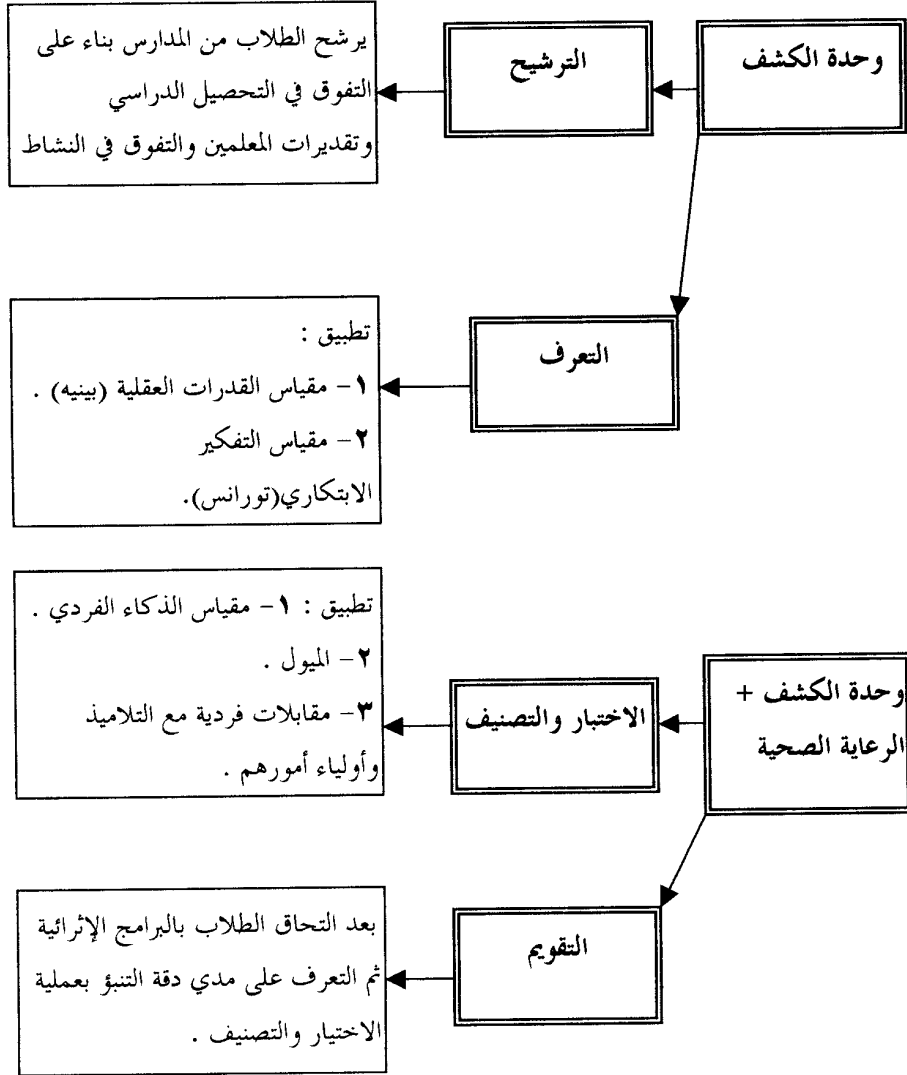 وحدة الكشف
الترشيح
يرشح الطلاب من المدارس بناء على
التفوق في التحصيل الدراسي
وتقديرات المعلمين والتفوق في النشاط
التعرف
تطبيق :
١- مقياس القدرات العقلية (بينيه) .
٢- مقياس التفكير
الابتكاري(تورانس).
وحدة الكشف +
الرعاية الصحية
الاختبار والتصنيف
تطبيق : ١- مقياس الذكاء الفردي .
٢- الميول .
٣- مقابلات فردية مع التلاميذ
وأولياء أمورهم .
التقويم
بعد التحاق الطلاب بالبرامج الإثرائية
ثم التعرف على مدي دقة التنبؤ بعملية
الاختيار والتصنيف .